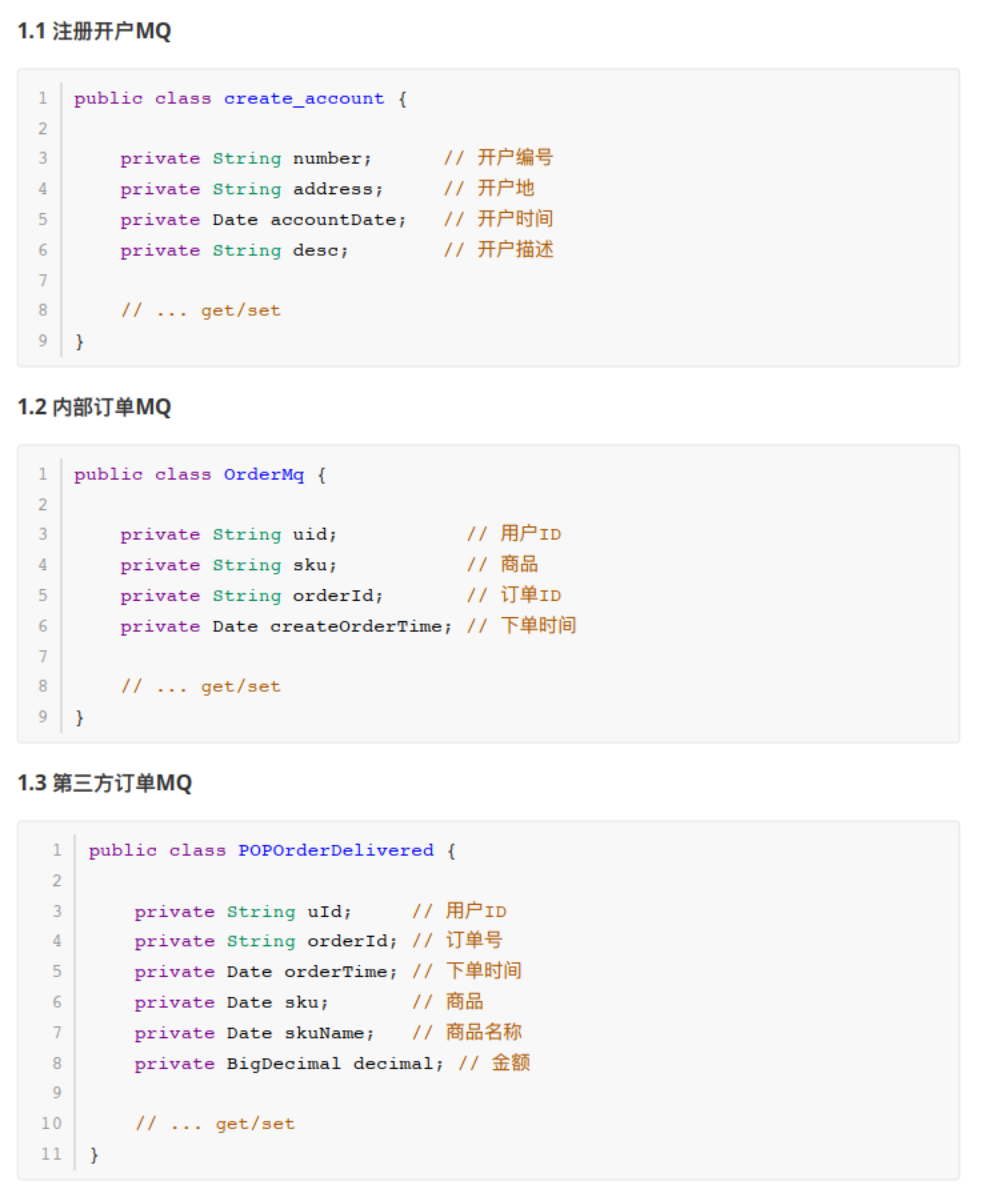 1.1 注册开户MQ
1 public class create_account {
2
3     private String number;      // 开户编号
4     private String address;     // 开户地
5     private Date accountDate;   // 开户时间
6     private String desc;        // 开户描述
7
8     // ... get/set
9 }
1.2 内部订单MQ
1 public class OrderMq {
2
3     private String uid;           // 用户ID
4     private String sku;           // 商品
5     private String orderId;       // 订单ID
6     private Date createOrderTime; // 下单时间
7
8     // ... get/set
9 }
1.3 第三方订单MQ
1 public class POPOrderDelivered {
2
3     private String uId;     // 用户ID
4     private String orderId; // 订单号
5     private Date orderTime; // 下单时间
6     private Date sku;       // 商品
7     private Date skuName;   // 商品名称
8     private BigDecimal decimal; // 金额
9
10     // ... get/set
11 }